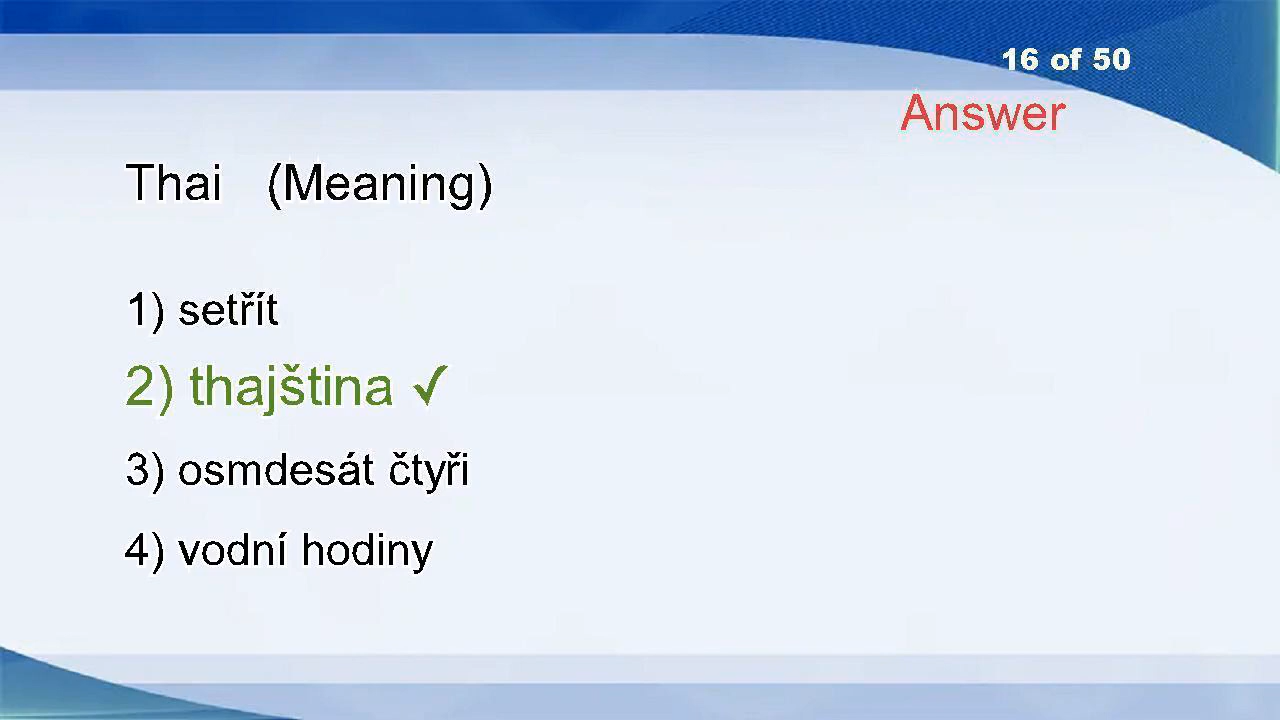 16 of 50
Answer
Thai (Meaning)
1) setřít
2) thajština ✓
3) osmdesát čtyři
4) vodní hodiny